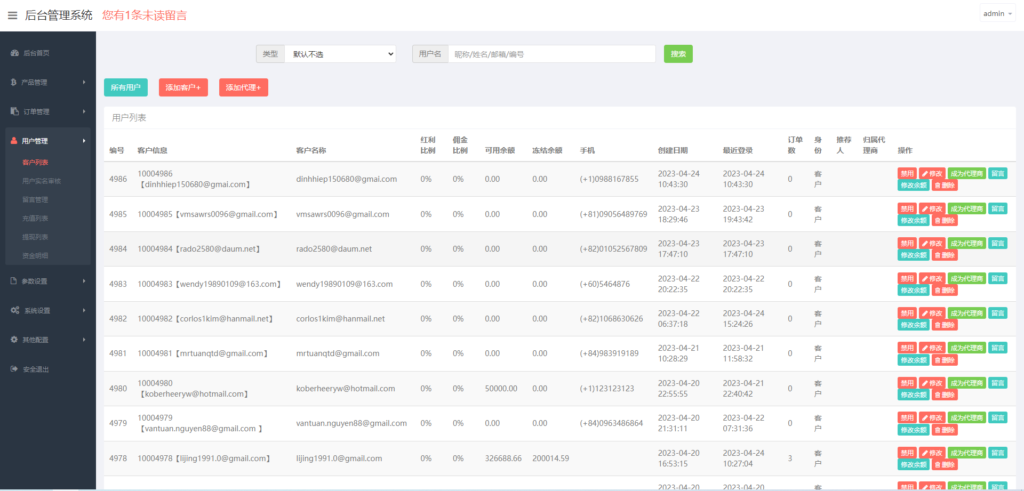 后台管理系统 您有1条未读留言
admin
后台首页
产品管理
订单管理
用户管理
客户列表
用户实名审核
留言管理
充值列表
提现列表
资金明细
参数设置
系统设置
其他配置
安全退出
类型 默认不选 用户名 昵称/姓名/邮箱/编号 搜索
所有用户 添加客户+ 添加代理+
用户列表
编号 客户信息 客户名称 红利比例 佣金比例 可用余额 冻结余额 手机 创建日期 最近登录 订单数 身份 推荐人 归属代理商 操作
4986 10004986【dinhhiep150680@gmai.com】 dinhhiep150680@gmai.com 0% 0% 0.00 0.00 (+1)0988167855 2023-04-24 10:43:30 2023-04-24 10:43:30 0 客户 禁用 修改 成为代理商 留言 修改余额 删除
4985 10004985【vmsawrs0096@gmail.com】 vmsawrs0096@gmail.com 0% 0% 0.00 0.00 (+81)09056489769 2023-04-23 18:29:46 2023-04-23 19:43:42 0 客户 禁用 修改 成为代理商 留言 修改余额 删除
4984 10004984【rado2580@daum.net】 rado2580@daum.net 0% 0% 0.00 0.00 (+82)01052567809 2023-04-23 17:47:10 2023-04-23 17:47:10 0 客户 禁用 修改 成为代理商 留言 修改余额 删除
4983 10004983【wendy19890109@163.com】 wendy19890109@163.com 0% 0% 0.00 0.00 (+60)5464876 2023-04-22 20:22:35 2023-04-22 20:22:35 0 客户 禁用 修改 成为代理商 留言 修改余额 删除
4982 10004982【corlos1kim@hanmail.net】 corlos1kim@hanmail.net 0% 0% 0.00 0.00 (+82)1068630626 2023-04-22 06:37:18 2023-04-24 15:24:26 0 客户 禁用 修改 成为代理商 留言 修改余额 删除
4981 10004981【mrtuanqtd@gmail.com】 mrtuanqtd@gmail.com 0% 0% 0.00 0.00 (+84)983919189 2023-04-21 10:28:29 2023-04-21 11:58:32 0 客户 禁用 修改 成为代理商 留言 修改余额 删除
4980 10004980【koberheeryw@hotmail.com】 koberheeryw@hotmail.com 0% 0% 50000.00 0.00 (+1)123123123 2023-04-20 22:55:55 2023-04-21 22:40:42 0 客户 禁用 修改 成为代理商 留言 修改余额 删除
4979 10004979【vantuan.nguyen88@gmail.com 】 vantuan.nguyen88@gmail.com 0% 0% 0.00 0.00 (+84)0963486864 2023-04-20 21:31:11 2023-04-22 07:31:36 0 客户 禁用 修改 成为代理商 留言 修改余额 删除
4978 10004978【lijing1991.0@gmail.com】 lijing1991.0@gmail.com 0% 0% 326688.66 200014.59 2023-04-20 16:53:15 2023-04-24 10:27:04 3 客户 禁用 修改 成为代理商 留言 修改余额 删除
2023-04-20 2023-04-20 客 禁用 修改 成为代理商 留言